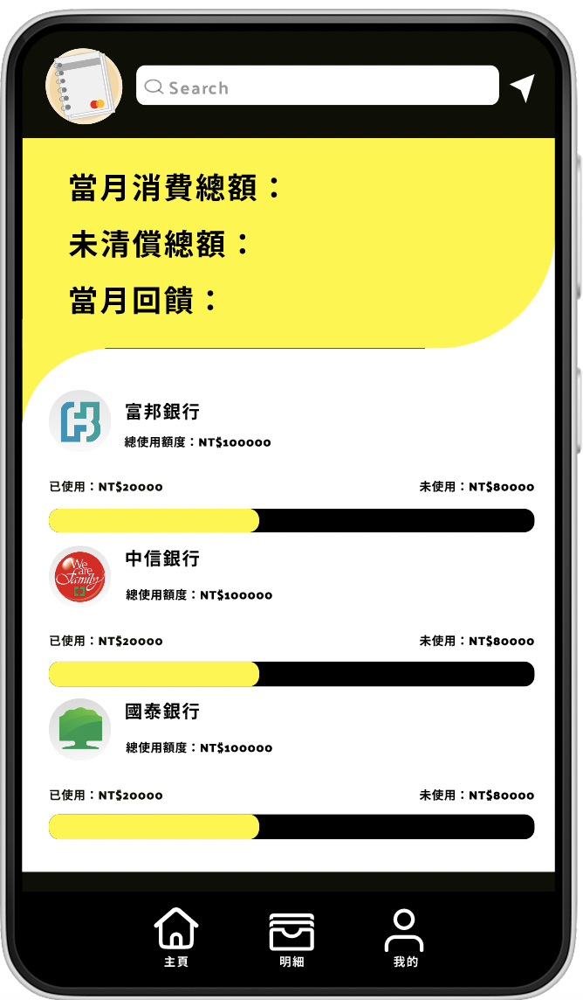 Search
當月消費總額：
未清償總額：
當月回饋：
富邦銀行
總使用額度：NT$100000
已使用：NT$20000
未使用：NT$80000
We
are
Family
中信銀行
總使用額度：NT$100000
已使用：NT$20000
未使用：NT$80000
國泰銀行
總使用額度：NT$100000
已使用：NT$20000
未使用：NT$80000
主頁
明細
我的